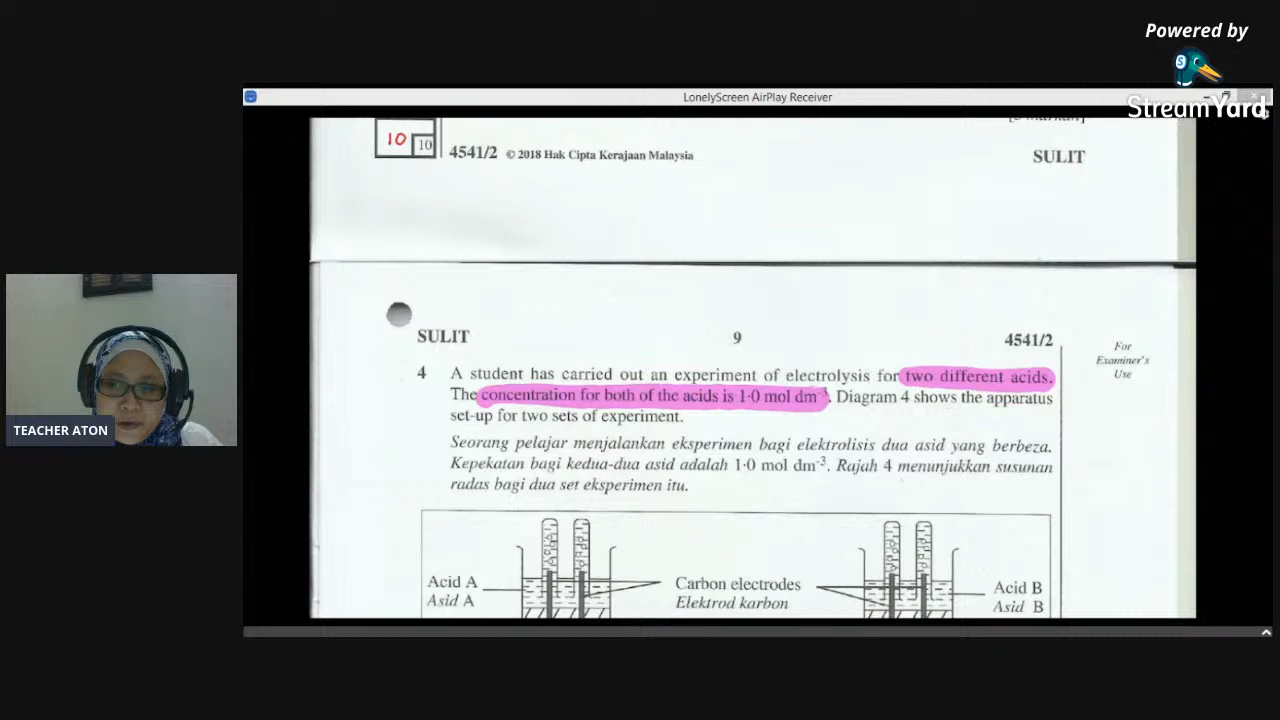 Powered by
StreamYard
LonelyScreen AirPlay Receiver
10
10
4541/2 © 2018 Hak Cipta Kerajaan Malaysia
SULIT
SULIT
9
4541/2
For
Examiner's
Use
4 A student has carried out an experiment of electrolysis for two different acids.
The concentration for both of the acids is 1·0 mol dm⁻³. Diagram 4 shows the apparatus
set-up for two sets of experiment.
Seorang pelajar menjalankan eksperimen bagi elektrolisis dua asid yang berbeza.
Kepekatan bagi kedua-dua asid adalah 1·0 mol dm⁻³. Rajah 4 menunjukkan susunan
radas bagi dua set eksperimen itu.
Acid A
Asid A
Carbon electrodes
Elektrod karbon
Acid B
Asid B
TEACHER ATON